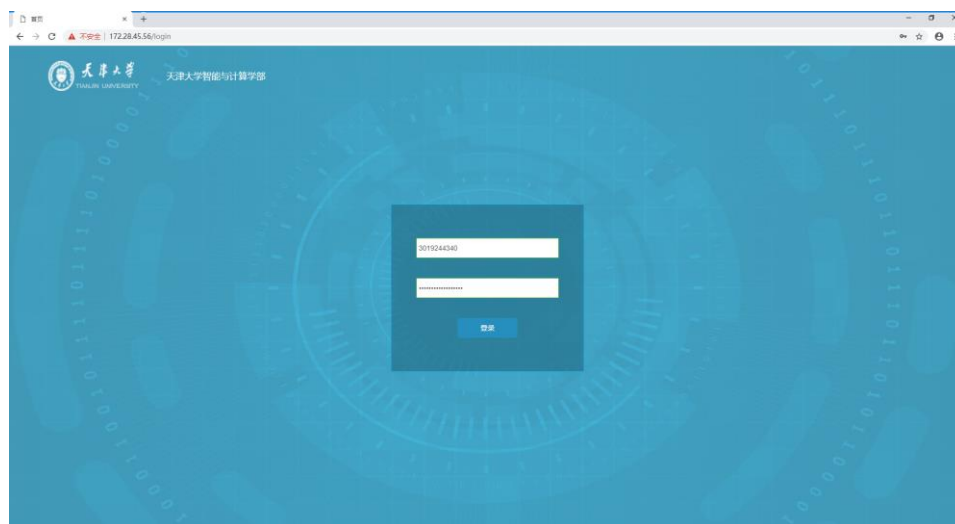 首页
不安全 | 172.28.45.56/login
天津大学
TIANJIN UNIVERSITY
天津大学智能与计算学部
3019244340
登录